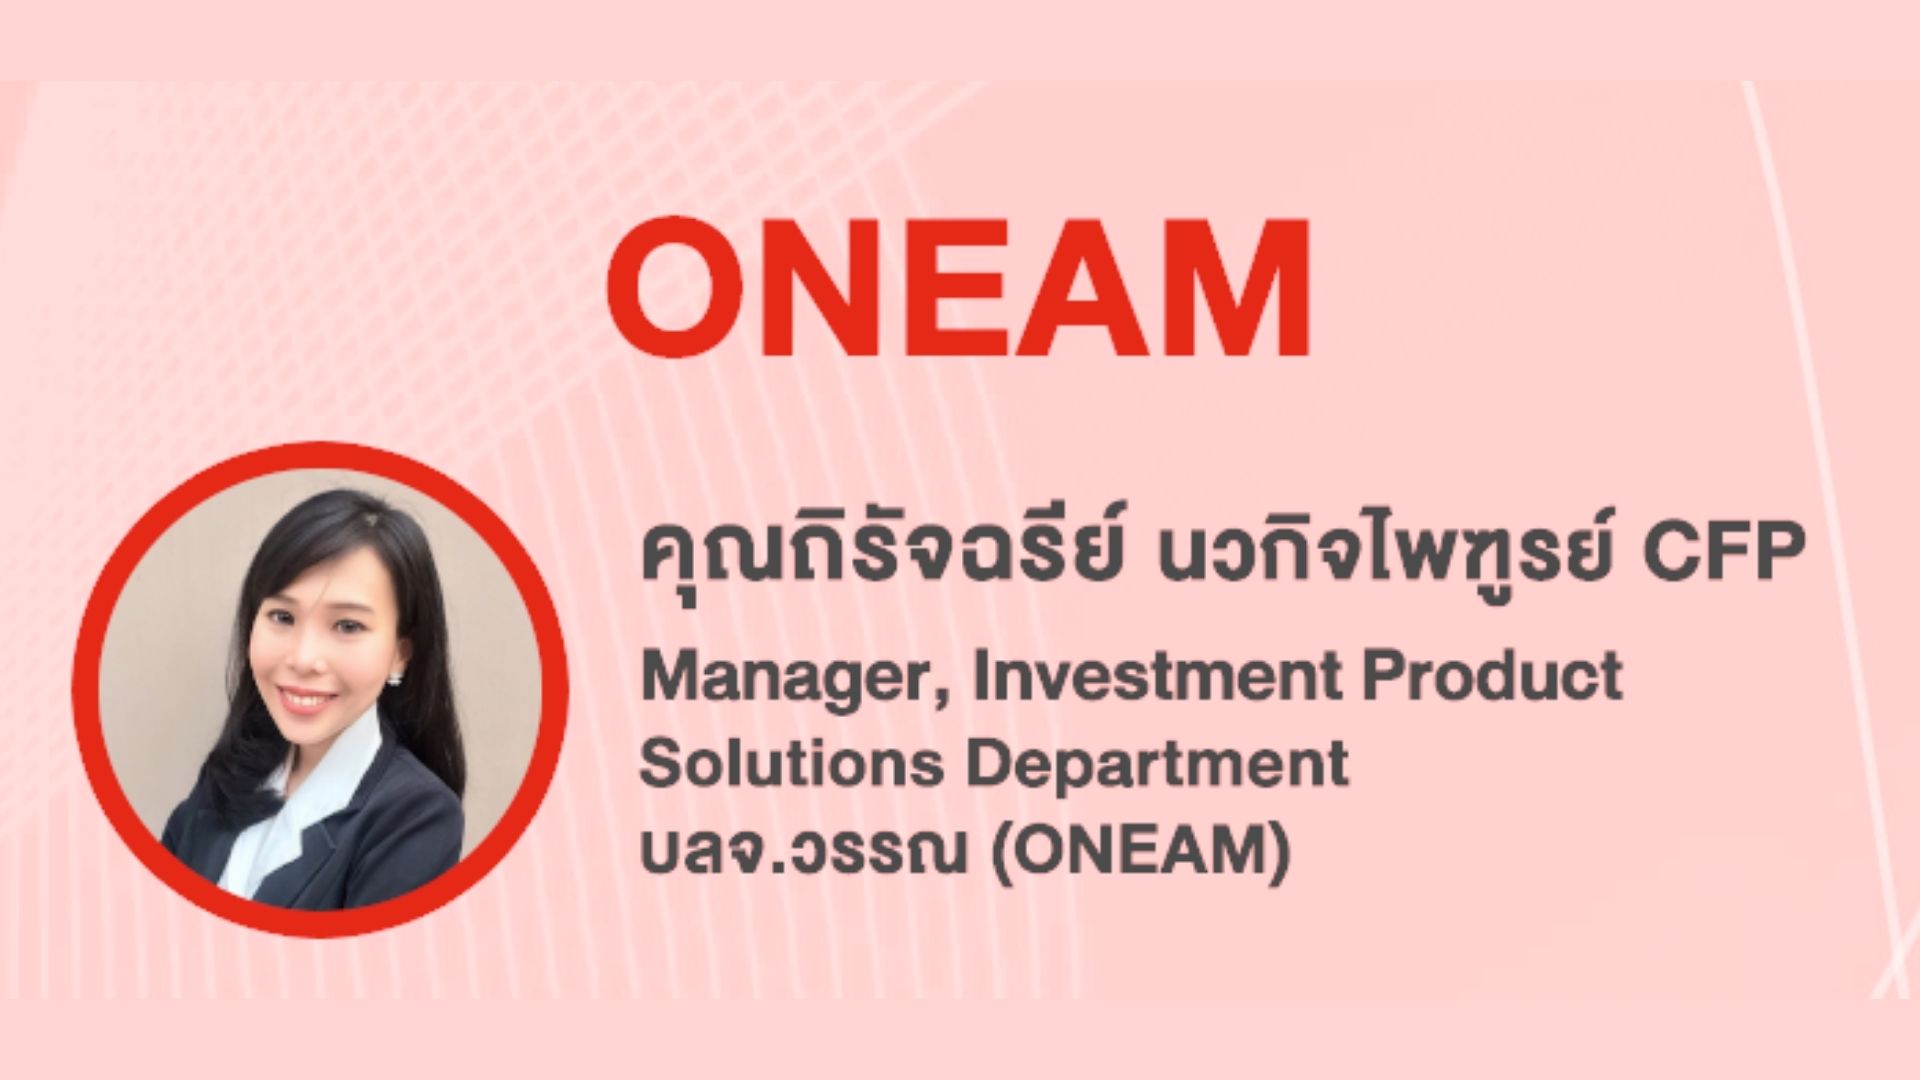 ONEAM
คุณถิรัจฉรีย์ นวกิจไพฑูรย์ CFP
Manager, Investment Product
Solutions Department
บลจ.วรรณ (ONEAM)